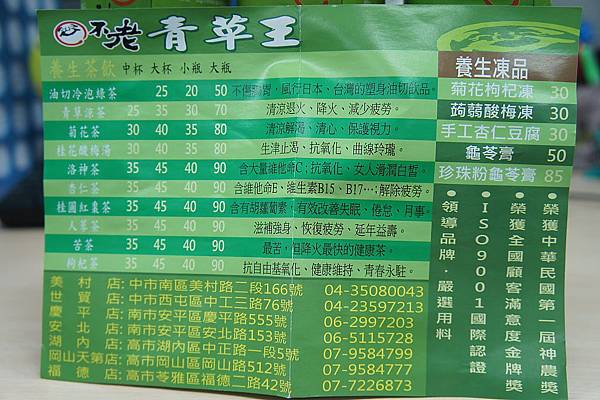 不老 青草王
養生茶飲 中杯 大杯 小瓶 大瓶
油切冷泡綠茶 25 20 50 不傷腸胃、風行日本、台灣的塑身油切飲品。
青草涼茶 25 35 30 70 清涼退火、降火、減少疲勞。
菊花茶 30 35 30 70 清涼解渴、清心、保護視力。
桂花酸梅湯 30 40 35 80 生津止渴、抗氧化、曲線玲瓏。
洛神茶 35 45 40 90 含大量維他命C；抗氧化、女人滑潤白皙。
杏仁茶 35 45 40 90 含維他命E、維生素B15、B17…；解除疲勞。
桂圓紅棗茶 35 45 40 90 含有胡蘿蔔素，有效改善失眠、倦怠、月事。
人蔘茶 35 45 40 90 滋補強身、恢復疲勞、延年益壽。
苦茶 35 45 40 90 最苦，但降火最快的健康茶。
枸杞茶 35 45 40 90 抗自由基氧化、健康維持、青春永駐。
養生凍品
菊花枸杞凍 30
蒟蒻酸梅凍 30
手工杏仁豆腐 30
龜苓膏 50
珍珠粉龜苓膏 85
●榮獲中華民國第一屆神農獎
●榮獲全國顧客滿意度金牌獎
●ISO9001國際認證
●領導品牌．嚴選用料
美村店:中市南區美村路二段166號 04-35080043
世貿店:中市西屯區中工三路76號 04-23597213
慶平店:南市安平區慶平路555號 06-2997203
安北店:南市安平區安北路153號 06-5115728
湖內店:高市湖內區中正路一段5號 07-9584799
岡山天第店:高市岡山區岡山路512號 07-9584777
福德店:高市苓雅區福德二路42號 07-7226873